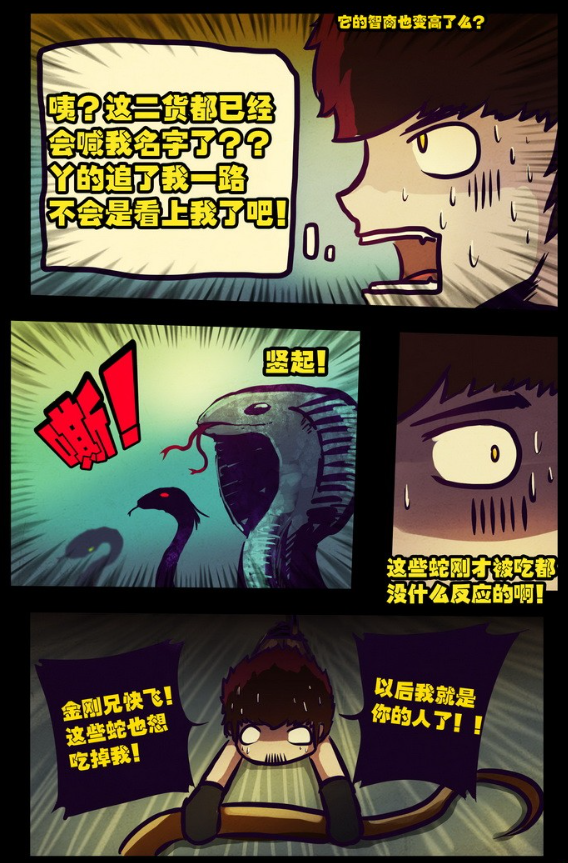 它的智商也变高了么?
咦?这二货都已经
会喊我名字了??
丫的追了我一路
不会是看上我了吧!
嘶!
竖起!
这些蛇刚才被吃都
没什么反应的啊!
金刚兄快飞!
这些蛇也想
吃掉我!
以后我就是
你的人了!!